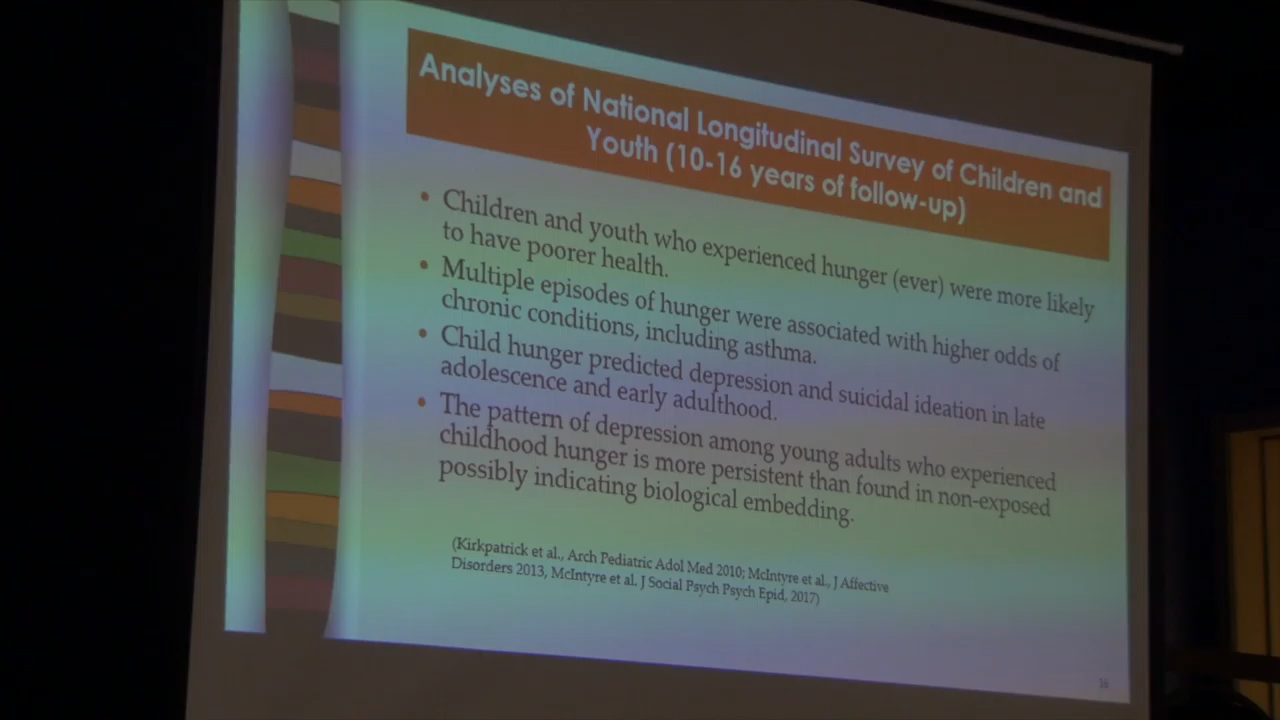 Analyses of National Longitudinal Survey of Children and
Youth (10-16 years of follow-up)
• Children and youth who experienced hunger (ever) were more likely
to have poorer health.
• Multiple episodes of hunger were associated with higher odds of
chronic conditions, including asthma.
• Child hunger predicted depression and suicidal ideation in late
adolescence and early adulthood.
• The pattern of depression among young adults who experienced
childhood hunger is more persistent than found in non-exposed
possibly indicating biological embedding.
(Kirkpatrick et al., Arch Pediatric Adol Med 2010; McIntyre et al., J Affective
Disorders 2013, McIntyre et al. J Social Psych Psych Epid, 2017)
16